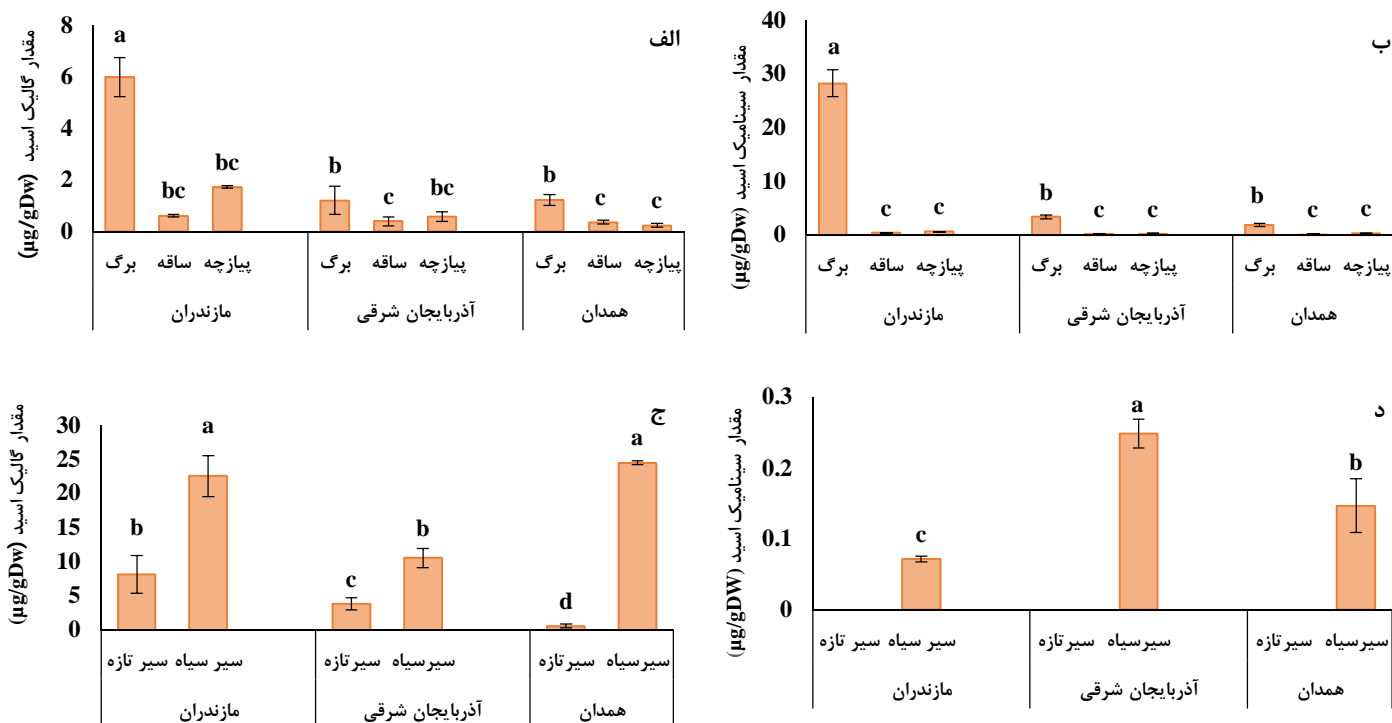 الف
مقدار گالیک اسید (µg/gDw)
8
6
4
2
0
a
bc
bc
b
c
bc
b
c
c
برگ ساقه پیازچه برگ ساقه پیازچه برگ ساقه پیازچه
مازندران آذربایجان شرقی همدان
ب
مقدار سینامیک اسید (µg/gDw)
40
30
20
10
0
a
c
c
b
c
c
b
c
c
برگ ساقه پیازچه برگ ساقه پیازچه برگ ساقه پیازچه
مازندران آذربایجان شرقی همدان
ج
مقدار گالیک اسید (µg/gDw)
30
25
20
15
10
5
0
b
a
c
b
d
a
سیر تازه سیر سیاه سیرتازه سیرسیاه سیرتازه سیرسیاه
مازندران آذربایجان شرقی همدان
د
مقدار سینامیک اسید (µg/gDW)
0.3
0.2
0.1
0
c
a
b
سیر تازه سیر سیاه سیرتازه سیرسیاه سیرتازه سیرسیاه
مازندران آذربایجان شرقی همدان